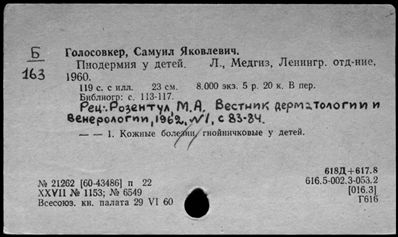 Б
163
Голосовкер, Самуил Яковлевич.
Пиодермия у детей. Л., Медгиз, Ленингр. отд-ние,
1960.
119 с. с илл. 23 см. 8.000 экз. 5 р. 20 к. В пер.
Библиогр: с. 113-117.
Рец.: Розентул, М.А. Вестник дерматологии и
венерологии, 1962, №1, с 83-84.
— — 1. Кожные болезни гнойничковые у детей.
618Д+617.8
№ 21262 [60-43486] п 22
616.5-002.3-053.2
XXVII № 1153; № 6549
[016.3]
Всесоюз. кн. палата 29 VI 60
Г616